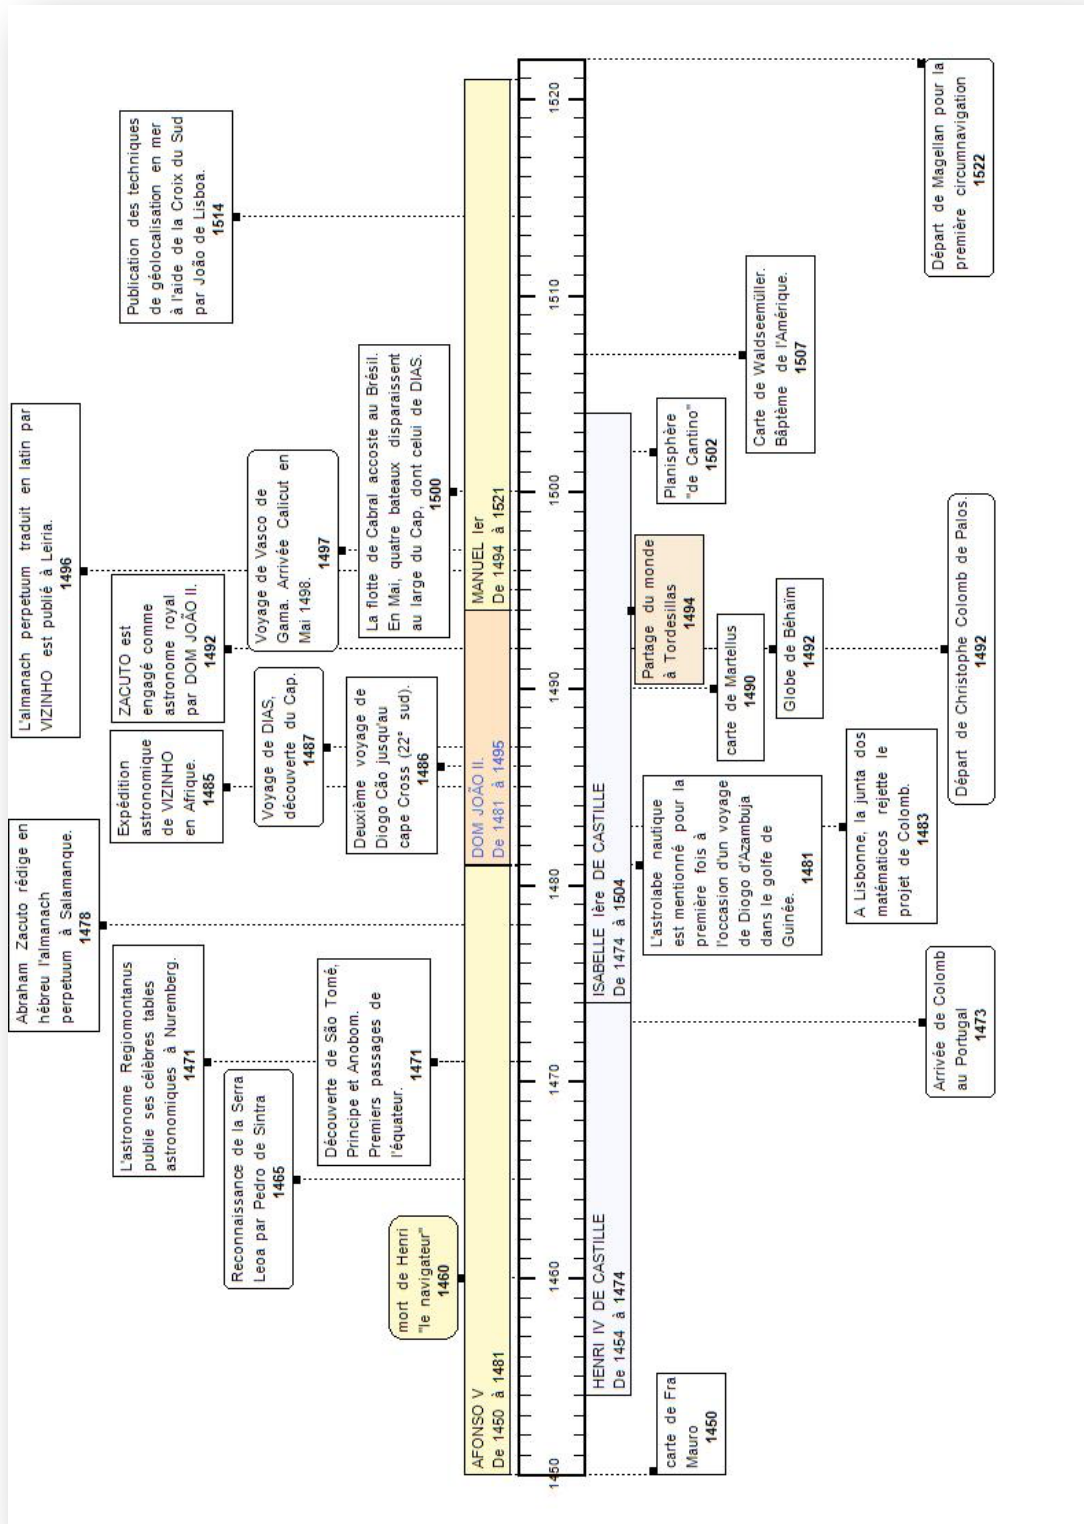 L'almanach perpetuum traduit en latin par
VIZINHO est publié à Leiria.
1496
Abraham Zacuto rédige en
hébreu l'almanach
perpetuum à Salamanque.
1478
Publication des techniques
de géolocalisation en mer
à l'aide de la Croix du Sud
par João de Lisboa.
1514
ZACUTO est
engagé comme
astronome royal
par DOM JOÃO II.
1492
Expédition
astronomique
de VIZINHO
en Afrique.
1485
L'astronome Regiomontanus
publie ses célèbres tables
astronomiques à Nuremberg.
1471
Reconnaissance de la Serra
Leoa par Pedro de Sintra
1465
Voyage de Vasco de
Gama. Arrivée Calicut en
Mai 1498.
1497
Voyage de DIAS,
découverte du Cap.
1487
Découverte de São Tomé,
Principe et Anobom.
Premiers passages de
l'équateur.
1471
Deuxième voyage de
Diogo Cão jusqu'au
cape Cross (22° sud).
1486
La flotte de Cabral accoste au Brésil.
En Mai, quatre bateaux disparaissent
au large du Cap, dont celui de DIAS.
1500
mort de Henri
"le navigateur"
1460
AFONSO V
De 1450 à 1481
DOM JOÃO II.
De 1481 à 1495
MANUEL Ier
De 1494 à 1521
1450
1460
1470
1480
1490
1500
1510
1520
HENRI IV DE CASTILLE
De 1454 à 1474
ISABELLE Ière DE CASTILLE
De 1474 à 1504
carte de Fra
Mauro
1450
L'astrolabe nautique
est mentionné pour la
première fois à
l'occasion d'un voyage
de Diogo d'Azambuja
dans le golfe de
Guinée.
1481
Partage du monde
à Tordesillas
1494
Planisphère
"de Cantino"
1502
carte de Martellus
1490
Globe de Béhaïm
1492
Carte de Waldseemüller.
Bâptème de l'Amérique.
1507
A Lisbonne, la junta dos
matématicos rejette le
projet de Colomb.
1483
Arrivée de Colomb
au Portugal
1473
Départ de Christophe Colomb de Palos.
1492
Départ de Magellan pour la
première circumnavigation
1522